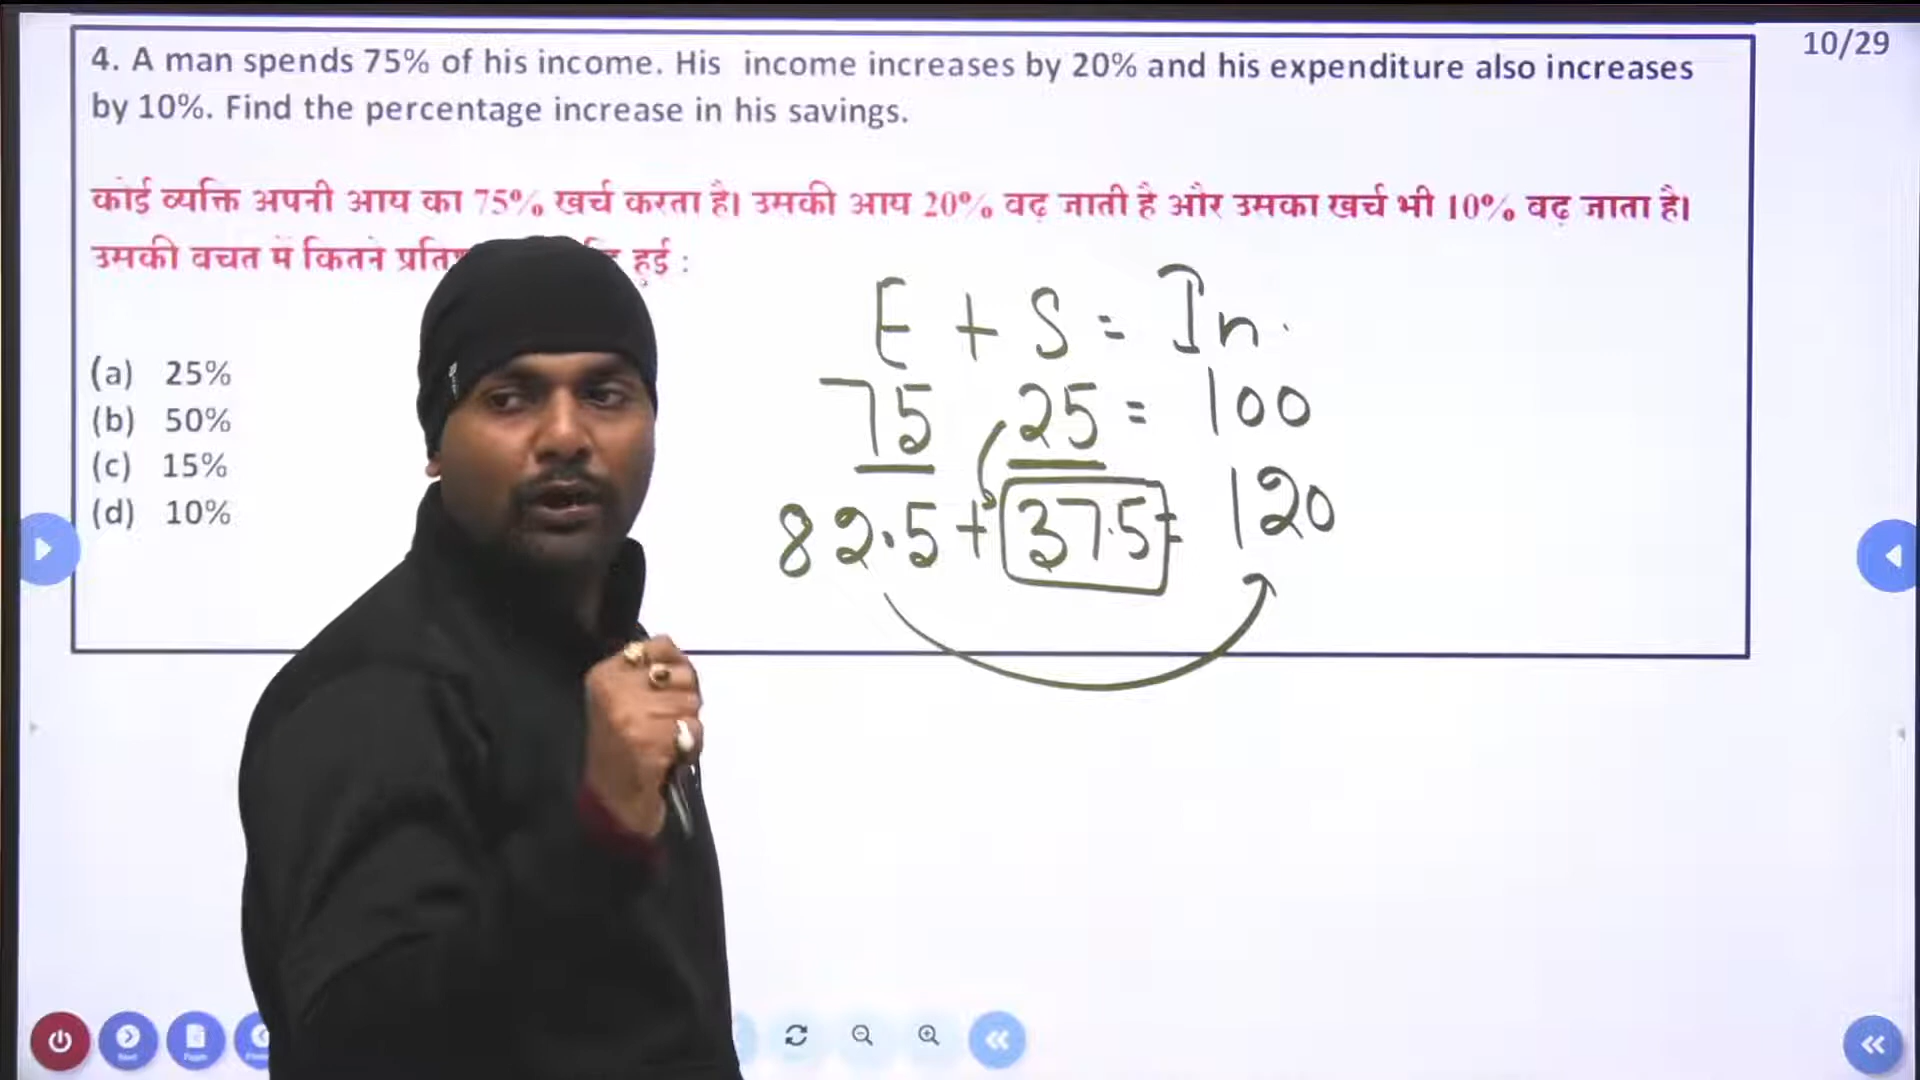 10/29
4. A man spends 75% of his income. His income increases by 20% and his expenditure also increases
by 10%. Find the percentage increase in his savings.
कोई व्यक्ति अपनी आय का 75% खर्च करता है। उसकी आय 20% बढ़ जाती है और उसका खर्च भी 10% बढ़ जाता है।
उसकी बचत में कितने हुई :
(a) 25%
(b) 50%
(c) 15%
(d) 10%
E + S = In.
75 25 = 100
82.5 + 37.5 = 120